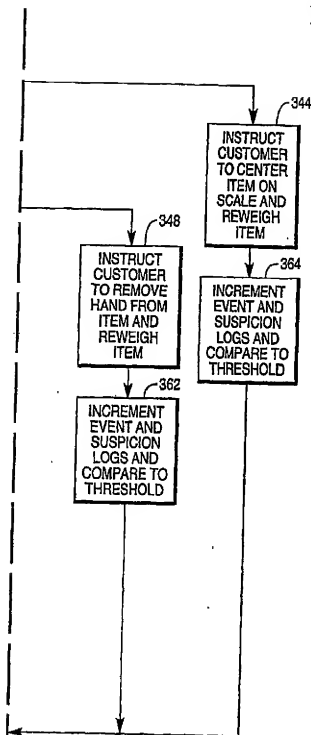 344
INSTRUCT
CUSTOMER
TO CENTER
ITEM ON
SCALE AND
REWEIGH
ITEM
348
INSTRUCT
CUSTOMER
TO REMOVE
HAND FROM
ITEM AND
REWEIGH
ITEM
364
INCREMENT
EVENT AND
SUSPICION
LOGS AND
COMPARE TO
THRESHOLD
362
INCREMENT
EVENT AND
SUSPICION
LOGS AND
COMPARE TO
THRESHOLD